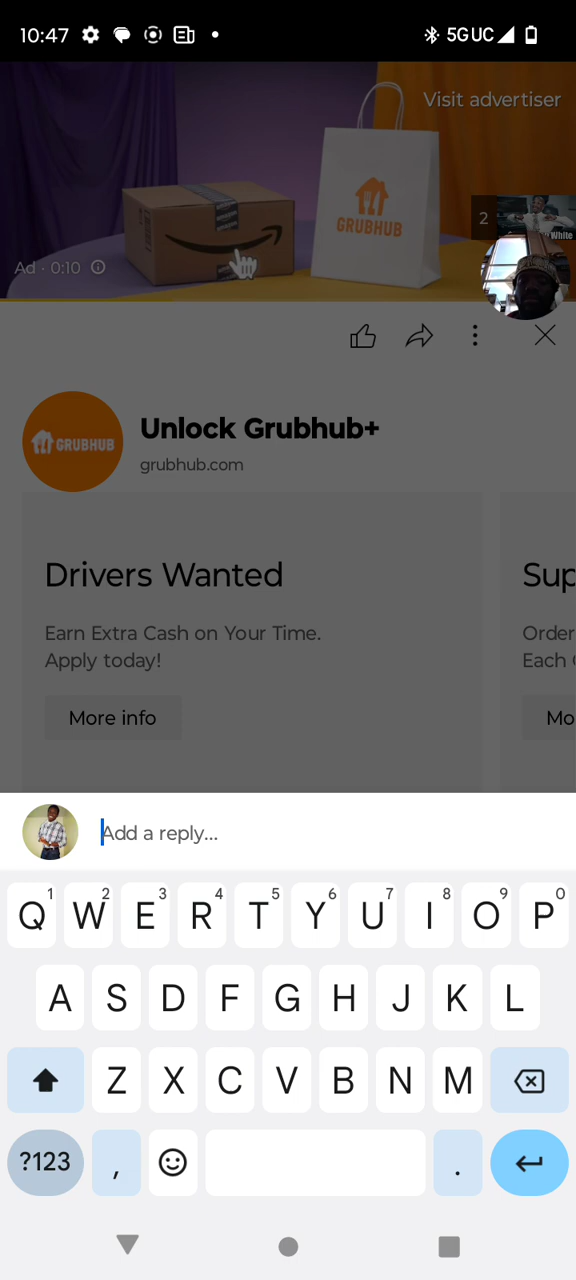 10:47
5G UC
Visit advertiser
GRUBHUB
2
White
Ad · 0:10
GRUBHUB
Unlock Grubhub+
grubhub.com
Drivers Wanted
Earn Extra Cash on Your Time.
Apply today!
More info
Sup
Order
Each
Mo
Add a reply...
1 2 3 4 5 6 7 8 9 0
Q W E R T Y U I O P
A S D F G H J K L
Z X C V B N M
?123 , .